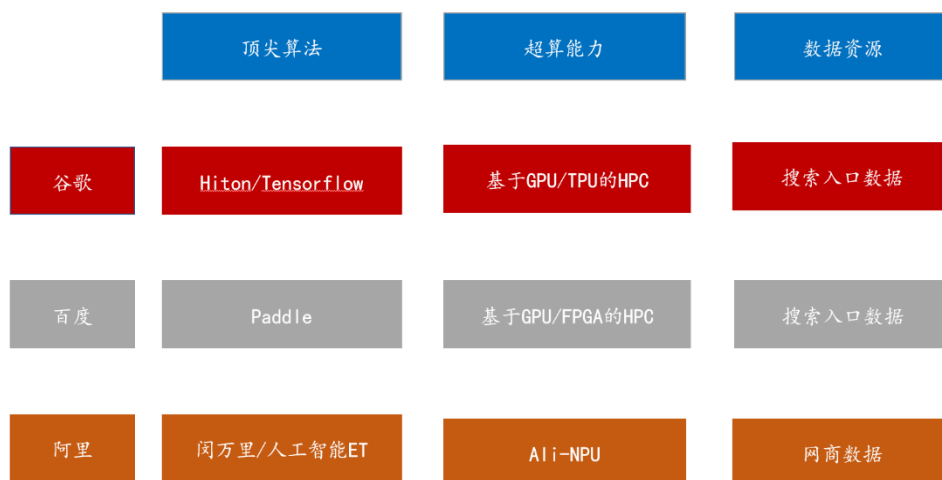 顶尖算法 超算能力 数据资源
谷歌 Hiton/Tensorflow 基于GPU/TPU的HPC 搜索入口数据
百度 Paddle 基于GPU/FPGA的HPC 搜索入口数据
阿里 闵万里/人工智能ET Ali-NPU 网商数据